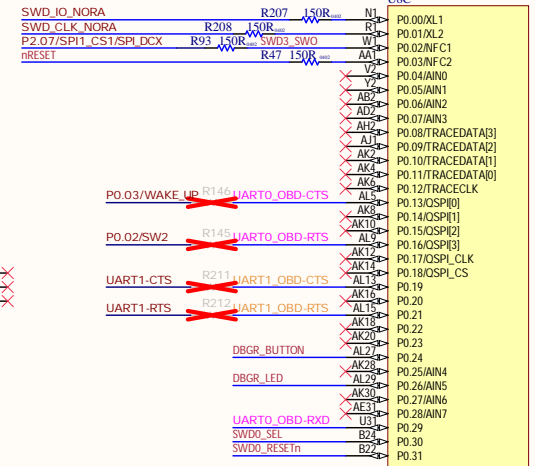 SWD_IO_NORA R207 150R 0402 N1 P0.00/XL1
SWD_CLK_NORA R208 150R 0402 R1 P0.01/XL2
P2.07/SPI1_CS1/SPI_DCX R93 150R 0402 SWD3_SWO W1 P0.02/NFC1
nRESET R47 150R 0402 AA1 P0.03/NFC2
V2 P0.04/AIN0
Y2 P0.05/AIN1
AB2 P0.06/AIN2
AD2 P0.07/AIN3
AH2 P0.08/TRACEDATA[3]
AJ1 P0.09/TRACEDATA[2]
AK2 P0.10/TRACEDATA[1]
AK4 P0.11/TRACEDATA[0]
AK6 P0.12/TRACECLK
P0.03/WAKE_UP R146 UART0_OBD-CTS AL5 P0.13/QSPI[0]
AK8 P0.14/QSPI[1]
AK10 P0.15/QSPI[2]
P0.02/SW2 R145 UART0_OBD-RTS AL9 P0.16/QSPI[3]
AK12 P0.17/QSPI_CLK
AK14 P0.18/QSPI_CS
UART1-CTS R211 UART1_OBD-CTS AL13 P0.19
AK16 P0.20
UART1-RTS R212 UART1_OBD-RTS AL15 P0.21
AK18 P0.22
AK20 P0.23
DBGR_BUTTON AL27 P0.24
AK28 P0.25/AIN4
DBGR_LED AL29 P0.26/AIN5
AK30 P0.27/AIN6
AE31 P0.28/AIN7
UART0_OBD-RXD U31 P0.29
SWD0_SEL B24 P0.30
SWD0_RESETn B22 P0.31